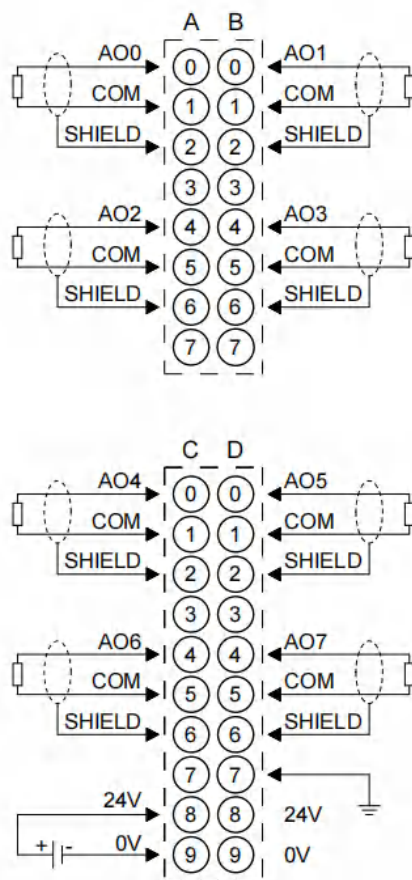 A B
AO0 0 0 AO1
COM 1 1 COM
SHIELD 2 2 SHIELD
3 3
AO2 4 4 AO3
COM 5 5 COM
SHIELD 6 6 SHIELD
7 7
C D
AO4 0 0 AO5
COM 1 1 COM
SHIELD 2 2 SHIELD
3 3
AO6 4 4 AO7
COM 5 5 COM
SHIELD 6 6 SHIELD
7 7
24V 8 8 24V
+ - 0V 9 9 0V